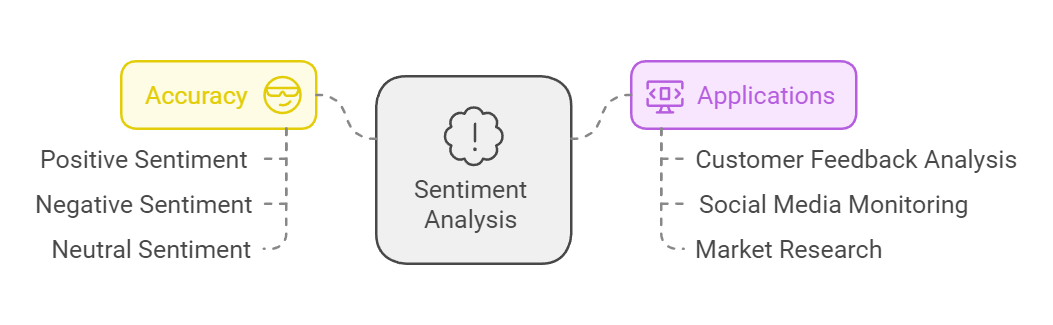 Accuracy
Positive Sentiment
Negative Sentiment
Neutral Sentiment
Sentiment
Analysis
Applications
Customer Feedback Analysis
Social Media Monitoring
Market Research